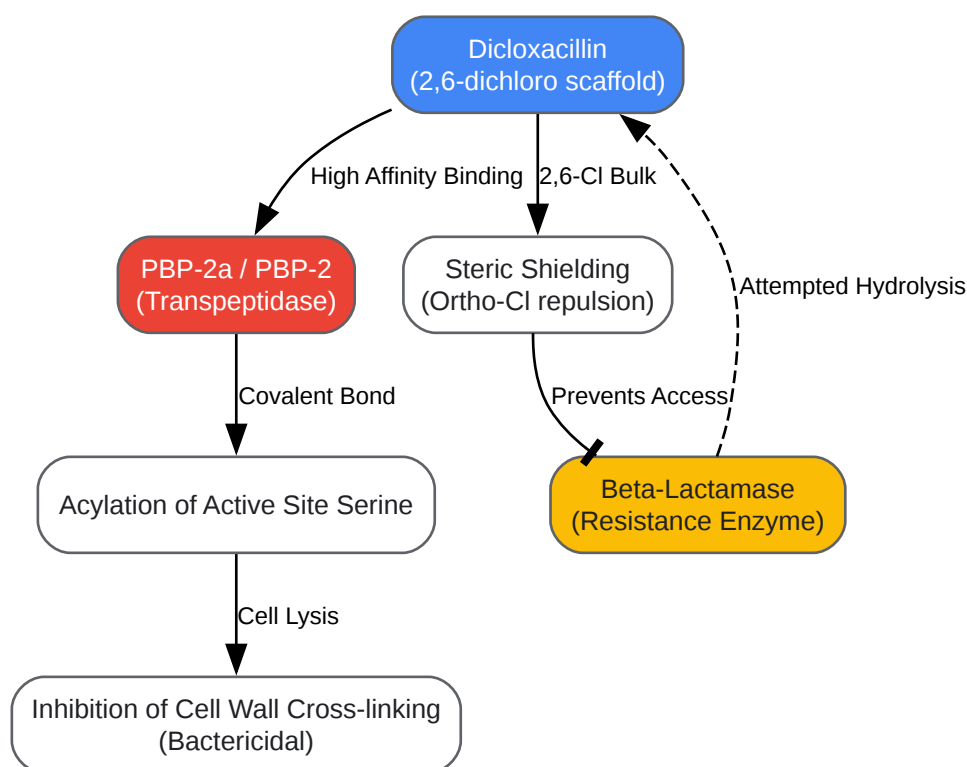 Dicloxacillin
(2,6-dichloro scaffold)
High Affinity Binding
2,6-Cl Bulk
PBP-2a / PBP-2
(Transpeptidase)
Steric Shielding
(Ortho-Cl repulsion)
Attempted Hydrolysis
Covalent Bond
Prevents Access
Acylation of Active Site Serine
Beta-Lactamase
(Resistance Enzyme)
Cell Lysis
Inhibition of Cell Wall Cross-linking
(Bactericidal)